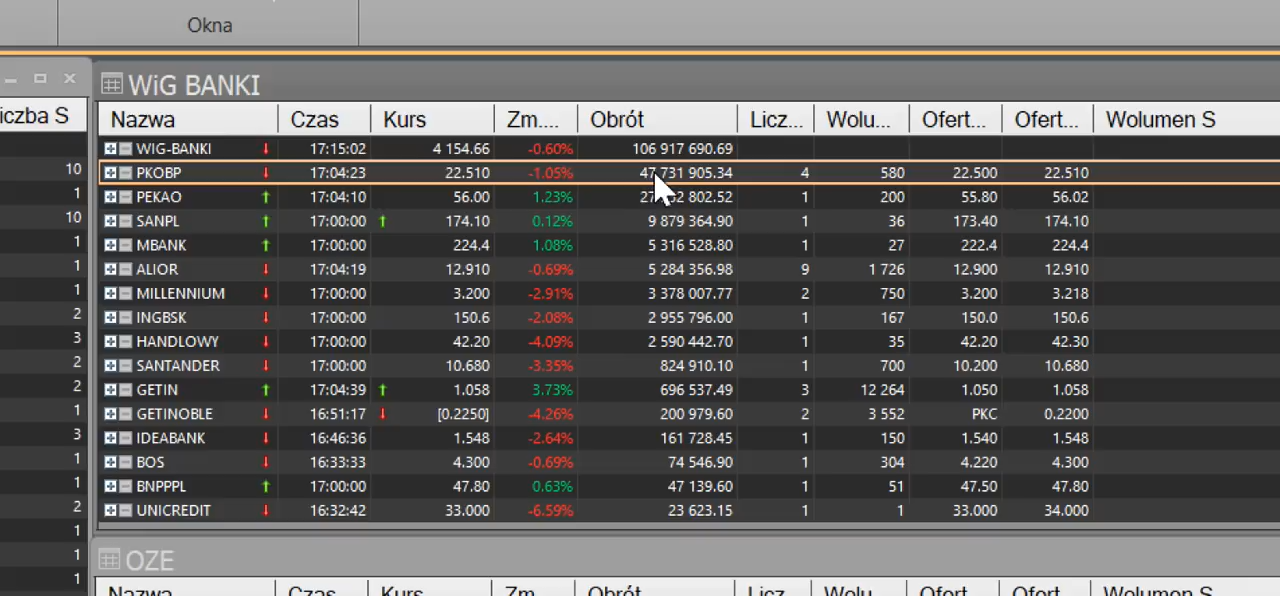 Okna
WiG BANKI
iczba S
Nazwa Czas Kurs Zm.... Obrót Licz... Wolu... Ofert... Ofert... Wolumen S
WIG-BANKI 17:15:02 4 154.66 -0.60% 106 917 690.69
10 PKOBP 17:04:23 22.510 -1.05% 47 731 905.34 4 580 22.500 22.510
1 PEKAO 17:04:10 56.00 1.23% 802.52 1 200 55.80 56.02
10 SANPL 17:00:00 174.10 0.12% 9 879 364.90 1 36 173.40 174.10
1 MBANK 17:00:00 224.4 1.08% 5 316 528.80 1 27 222.4 224.4
1 ALIOR 17:04:19 12.910 -0.69% 5 284 356.98 9 1 726 12.900 12.910
1 MILLENNIUM 17:00:00 3.200 -2.91% 3 378 007.77 2 750 3.200 3.218
2 INGBSK 17:00:00 150.6 -2.08% 2 955 796.00 1 167 150.0 150.6
3 HANDLOWY 17:00:00 42.20 -4.09% 2 590 442.70 1 35 42.20 42.30
2 SANTANDER 17:00:00 10.680 -3.35% 824 910.10 1 700 10.200 10.680
2 GETIN 17:04:39 1.058 3.73% 696 537.49 3 12 264 1.050 1.058
1 GETINOBLE 16:51:17 [0.2250] -4.26% 200 979.60 2 3 552 PKC 0.2200
3 IDEABANK 16:46:36 1.548 -2.64% 161 728.45 1 150 1.540 1.548
1 BOS 16:33:33 4.300 -0.69% 74 546.90 1 304 4.220 4.300
1 BNPPPL 17:00:00 47.80 0.63% 47 139.60 1 51 47.50 47.80
2 UNICREDIT 16:32:42 33.000 -6.59% 23 623.15 1 1 33.000 34.000
1
1
OZE
1
Nazwa Czas Kurs Zm.... Obrót Licz... Wolu... Ofert... Ofert... Wolumen S